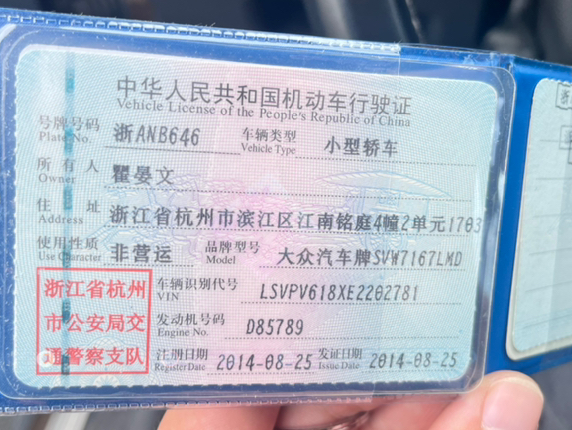 中华人民共和国机动车行驶证
Vehicle License of the People's Republic of China
号牌号码 浙ANB646 车辆类型 小型轿车
Plate No. Vehicle Type
所有人 瞿晏文
Owner
住址 浙江省杭州市滨江区江南铭庭4幢2单元1703
Address
使用性质 非营运 品牌型号 大众汽车牌SVW7167LMD
Use Character Model
浙江省杭州
市公安局交
通警察支队
车辆识别代号 LSVPV618XE2202781
VIN
发动机号码 D85789
Engine No.
注册日期 2014-08-25 发证日期 2014-08-25
Register Date Issue Date